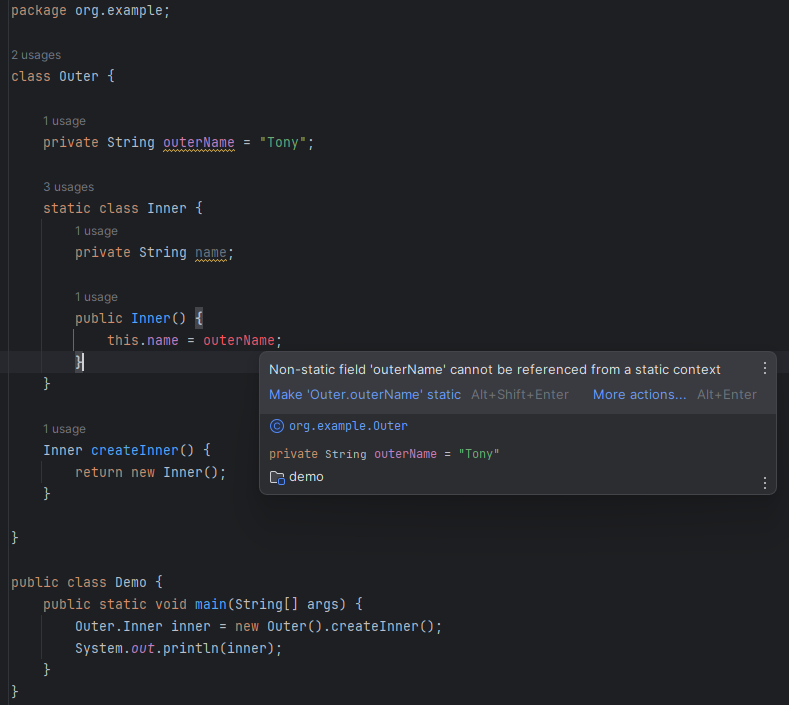 package org.example;
2 usages
class Outer {
1 usage
private String outerName = "Tony";
3 usages
static class Inner {
1 usage
private String name;
1 usage
public Inner() {
this.name = outerName;
}
}
1 usage
Inner createInner() {
return new Inner();
}
}
public class Demo {
public static void main(String[] args) {
Outer.Inner inner = new Outer().createInner();
System.out.println(inner);
}
}
Non-static field 'outerName' cannot be referenced from a static context
Make 'Outer.outerName' static Alt+Shift+Enter More actions... Alt+Enter
org.example.Outer
private String outerName = "Tony"
demo